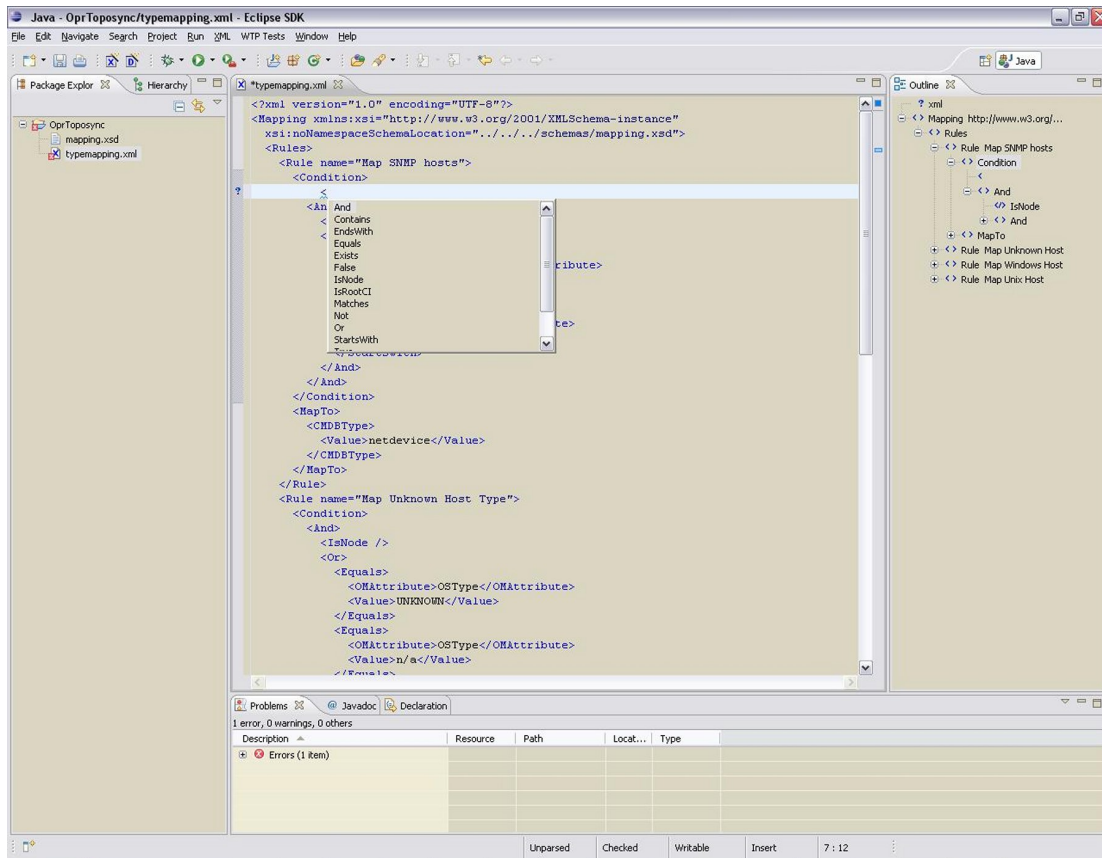 Java - OprToposync/typemapping.xml - Eclipse SDK
File Edit Navigate Search Project Run XML WTP Tests Window Help
Java
Package Explor
Hierarchy
OprToposync
mapping.xsd
typemapping.xml
*typemapping.xml
<?xml version="1.0" encoding="UTF-8"?>
<Mapping xmlns:xsi="http://www.w3.org/2001/XMLSchema-instance"
xsi:noNamespaceSchemaLocation="../../../schemas/mapping.xsd">
<Rules>
<Rule name="Map SNMP hosts">
<Condition>
<
<An
<
<
ribute>
te>
And
Contains
EndsWith
Equals
Exists
False
IsNode
IsRootCI
Matches
Not
Or
StartsWith
</StartsWith>
</And>
</And>
</Condition>
<MapTo>
<CMDBType>
<Value>netdevice</Value>
</CMDBType>
</MapTo>
</Rule>
<Rule name="Map Unknown Host Type">
<Condition>
<And>
<IsNode />
<Or>
<Equals>
<OMAttribute>OSType</OMAttribute>
<Value>UNKNOWN</Value>
</Equals>
<Equals>
<OMAttribute>OSType</OMAttribute>
<Value>n/a</Value>
</Equals>
Outline
? xml
Mapping http://www.w3.org/...
Rules
Rule Map SNMP hosts
Condition
<
And
IsNode
And
MapTo
Rule Map Unknown Host
Rule Map Windows Host
Rule Map Unix Host
Problems @ Javadoc Declaration
1 error, 0 warnings, 0 others
Description Resource Path Locat... Type
Errors (1 item)
Unparsed Checked Writable Insert 7 : 12